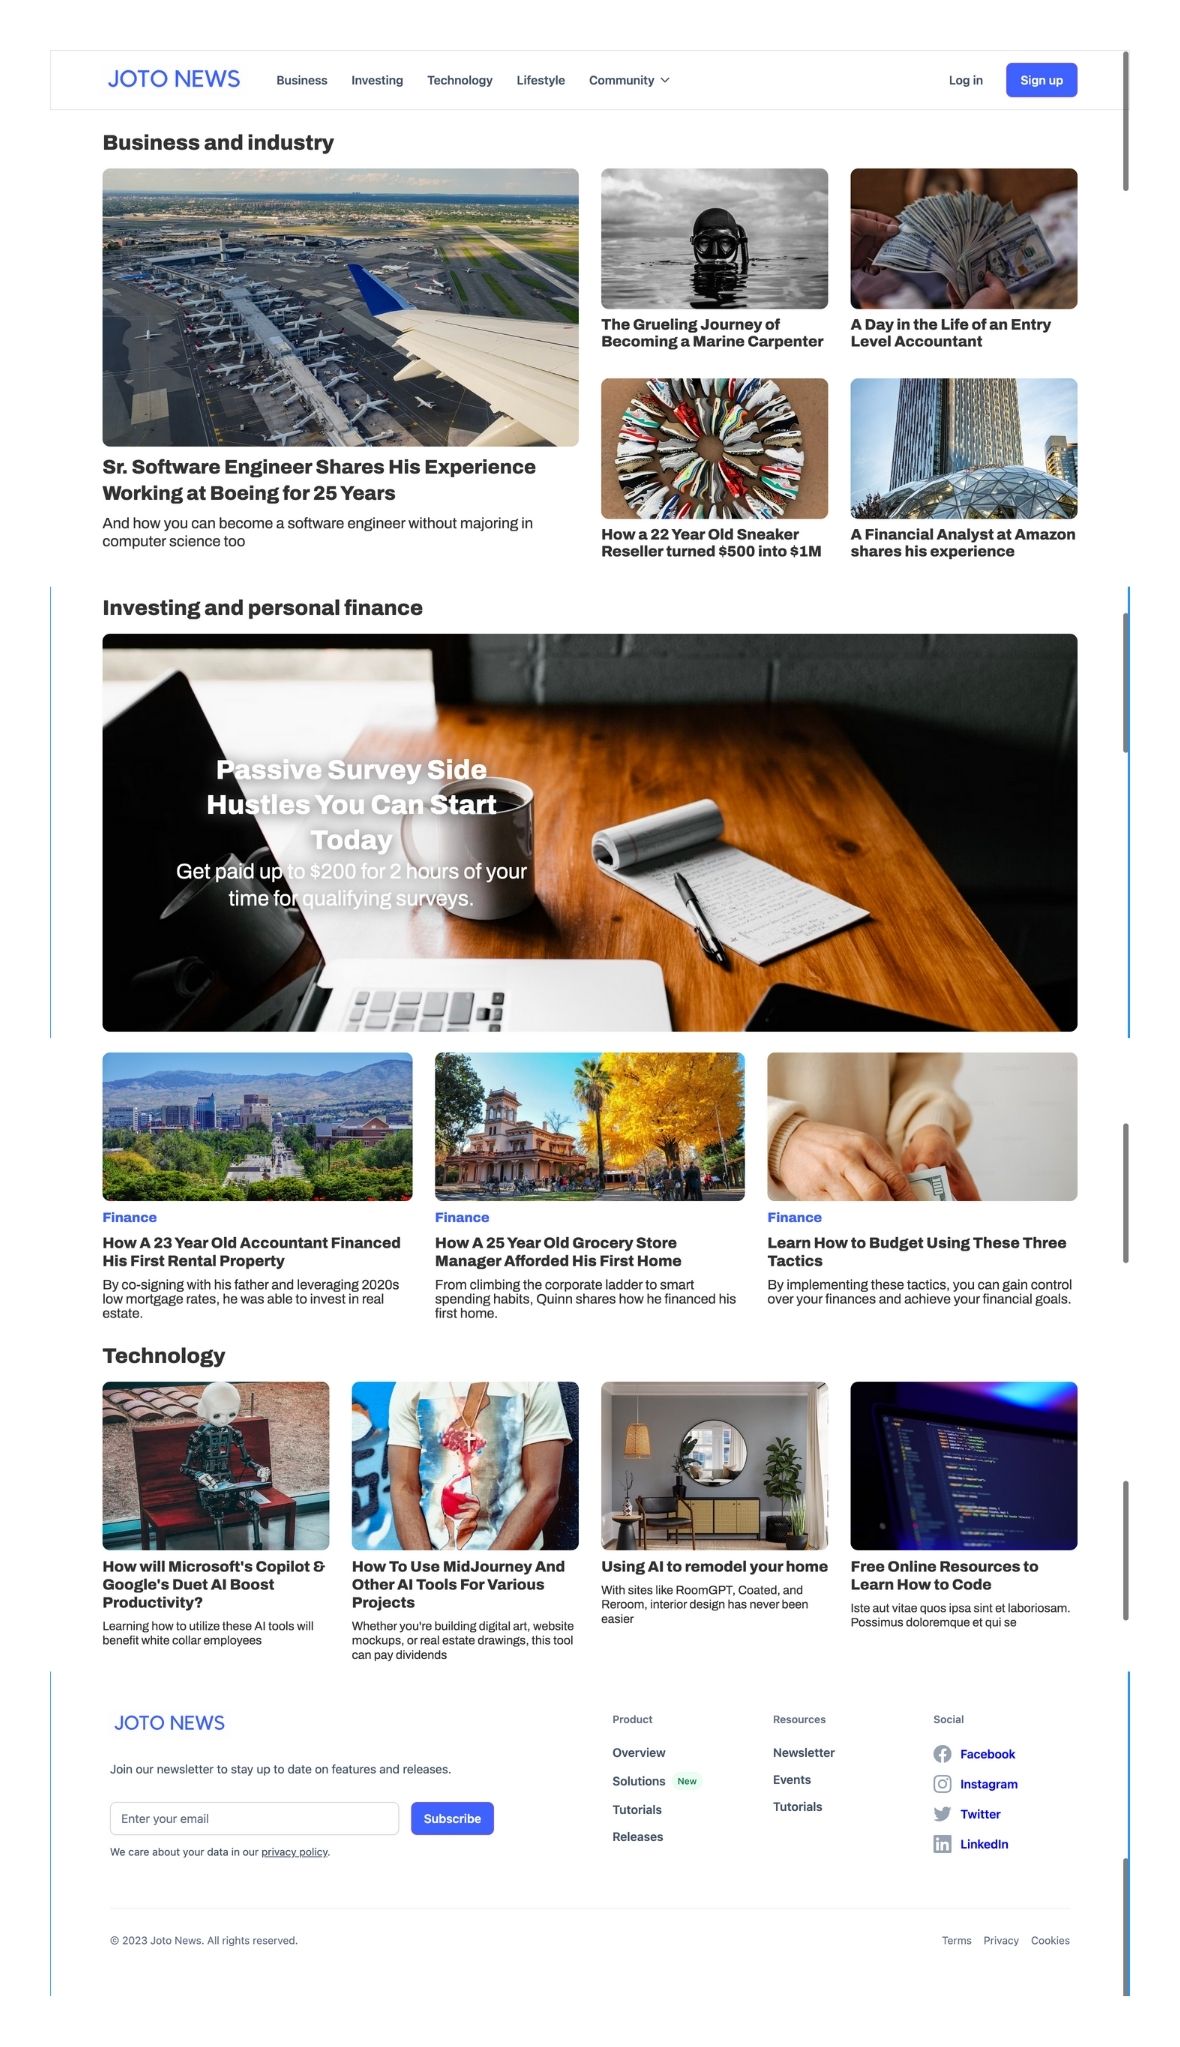 JOTO NEWS
Business
Investing
Technology
Lifestyle
Community
Log in
Sign up
Business and industry
Sr. Software Engineer Shares His Experience
Working at Boeing for 25 Years
And how you can become a software engineer without majoring in
computer science too
The Grueling Journey of
Becoming a Marine Carpenter
A Day in the Life of an Entry
Level Accountant
How a 22 Year Old Sneaker
Reseller turned $500 into $1M
A Financial Analyst at Amazon
shares his experience
Investing and personal finance
Passive Survey Side
Hustles You Can Start
Today
Get paid up to $200 for 2 hours of your
time for qualifying surveys.
Finance
How A 23 Year Old Accountant Financed
His First Rental Property
By co-signing with his father and leveraging 2020s
low mortgage rates, he was able to invest in real
estate.
Finance
How A 25 Year Old Grocery Store
Manager Afforded His First Home
From climbing the corporate ladder to smart
spending habits, Quinn shares how he financed his
first home.
Finance
Learn How to Budget Using These Three
Tactics
By implementing these tactics, you can gain control
over your finances and achieve your financial goals.
Technology
How will Microsoft's Copilot &
Google's Duet AI Boost
Productivity?
Learning how to utilize these AI tools will
benefit white collar employees
How To Use MidJourney And
Other AI Tools For Various
Projects
Whether you're building digital art, website
mockups, or real estate drawings, this tool
can pay dividends
Using AI to remodel your home
With sites like RoomGPT, Coated, and
Reroom, interior design has never been
easier
Free Online Resources to
Learn How to Code
Iste aut vitae quos ipsa sint et laboriosam.
Possimus doloremque et qui se
JOTO NEWS
Join our newsletter to stay up to date on features and releases.
Enter your email
Subscribe
We care about your data in our privacy policy.
Product
Overview
Solutions New
Tutorials
Releases
Resources
Newsletter
Events
Tutorials
Social
Facebook
Instagram
Twitter
LinkedIn
© 2023 Joto News. All rights reserved.
Terms
Privacy
Cookies